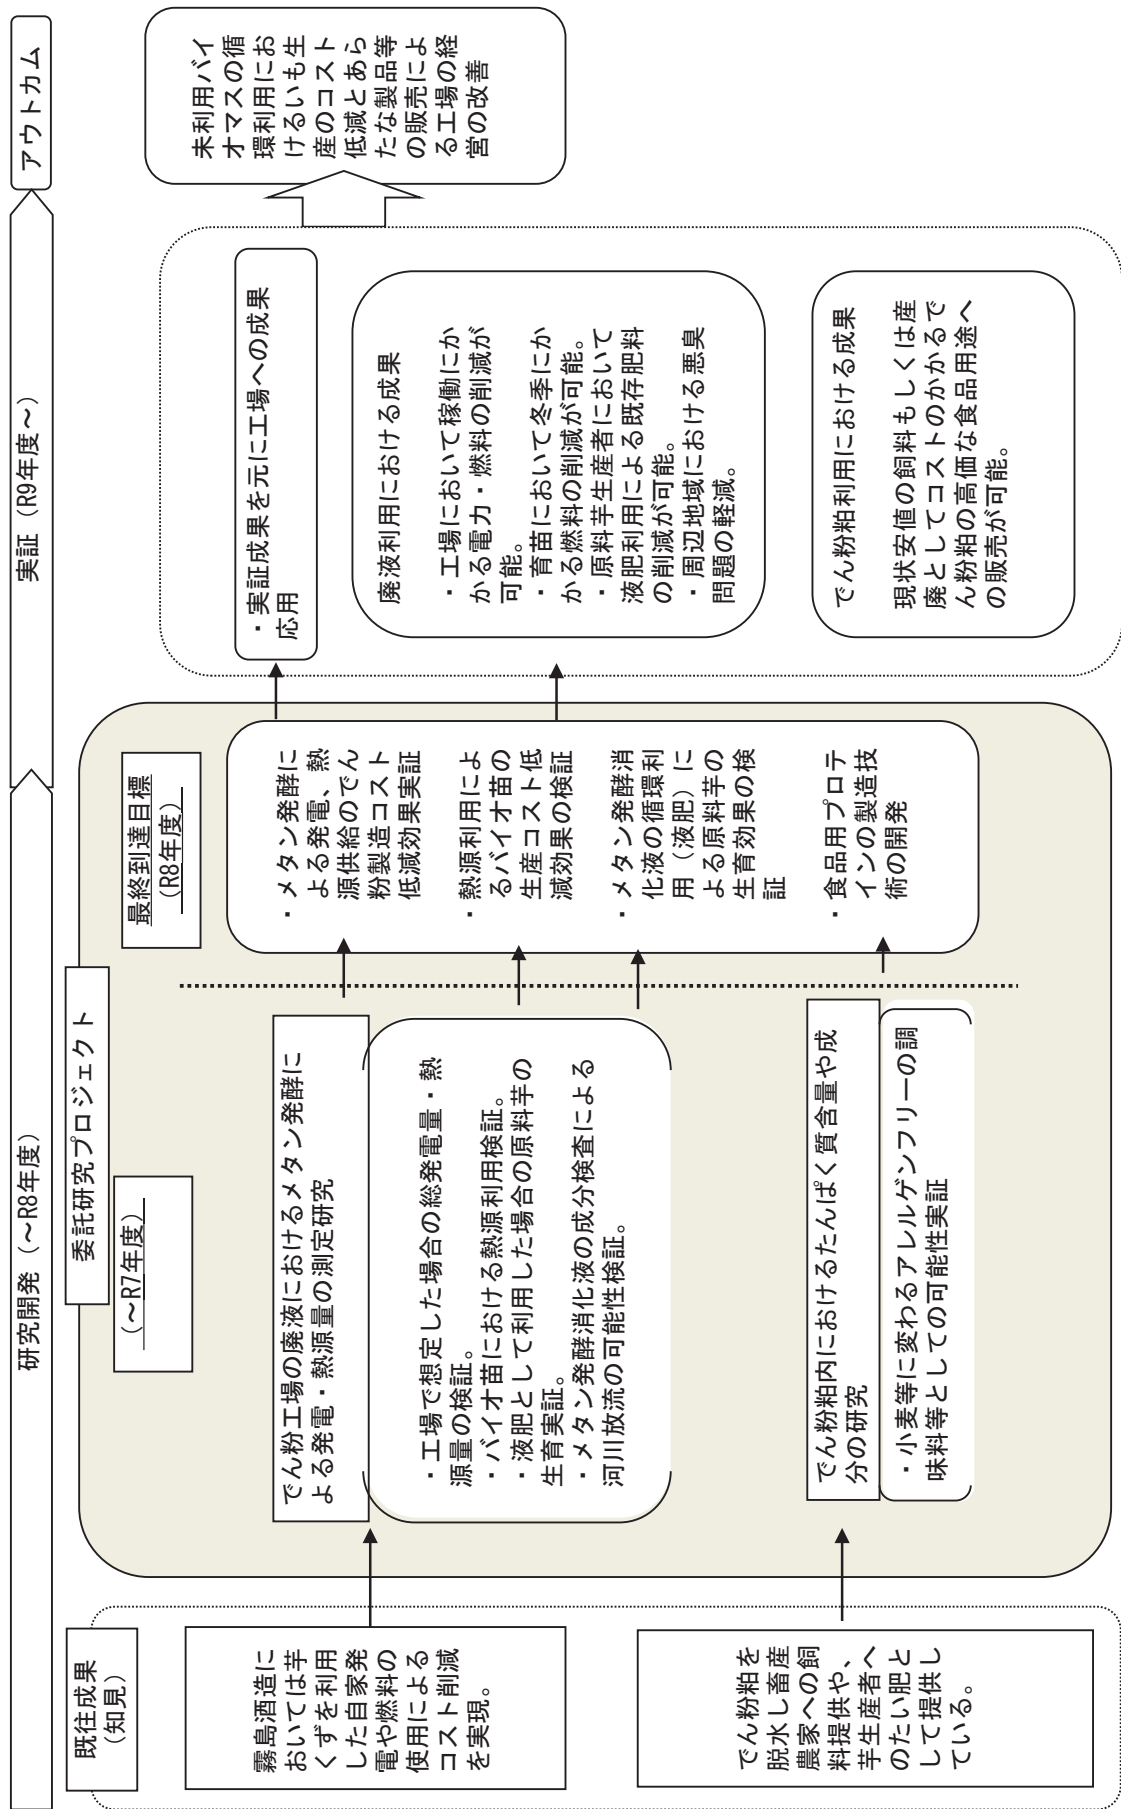 研究開発（～R8年度）
実証（R9年度～）
アウトカム
既往成果
（知見）
霧島酒造に
おいては芋
くずを利用
した自家発
電や燃料の
使用による
コスト削減
を実現。
でん粉粕を
脱水し畜産
農家への飼
料提供や、
芋生産者へ
のたい肥と
して提供し
ている。
委託研究プロジェクト
（～R7年度）
でん粉工場の廃液におけるメタン発酵に
よる発電・熱源量の測定研究
・工場で想定した場合の総発電量・熱
源量の検証。
・バイオ苗における熱源利用検証。
・液肥として利用した場合の原料芋の
生育実証。
・メタン発酵消化液の成分検査による
河川放流の可能性検証。
でん粉粕内におけるたんぱく質含量や成
分の研究
・小麦等に変わるアレルゲンフリーの調
味料等としての可能性実証
最終到達目標
（R8年度）
・メタン発酵に
よる発電、熱
源供給のでん
粉製造コスト
低減効果実証
・熱源利用によ
るバイオ苗の
生産コスト低
減効果の検証
・メタン発酵消
化液の循環利
用（液肥）に
よる原料芋の
生育効果の検
証
・食品用プロテ
インの製造技
術の開発
・実証成果を元に工場への成果
応用
廃液利用における成果
・工場において稼働にか
かる電力・燃料の削減が
可能。
・育苗において冬季にか
かる燃料の削減が可能。
・原料芋生産者において
液肥利用による既存肥料
の削減が可能。
・周辺地域における悪臭
問題の軽減。
でん粉粕利用における成果
現状安値の飼料もしくは産
廃としてコストのかかるで
ん粉粕の高価な食品用途へ
の販売が可能。
未利用バイ
オマスの循
環利用にお
けるいも生
産のコスト
低減とあら
たな製品等
の販売によ
る工場の経
営の改善